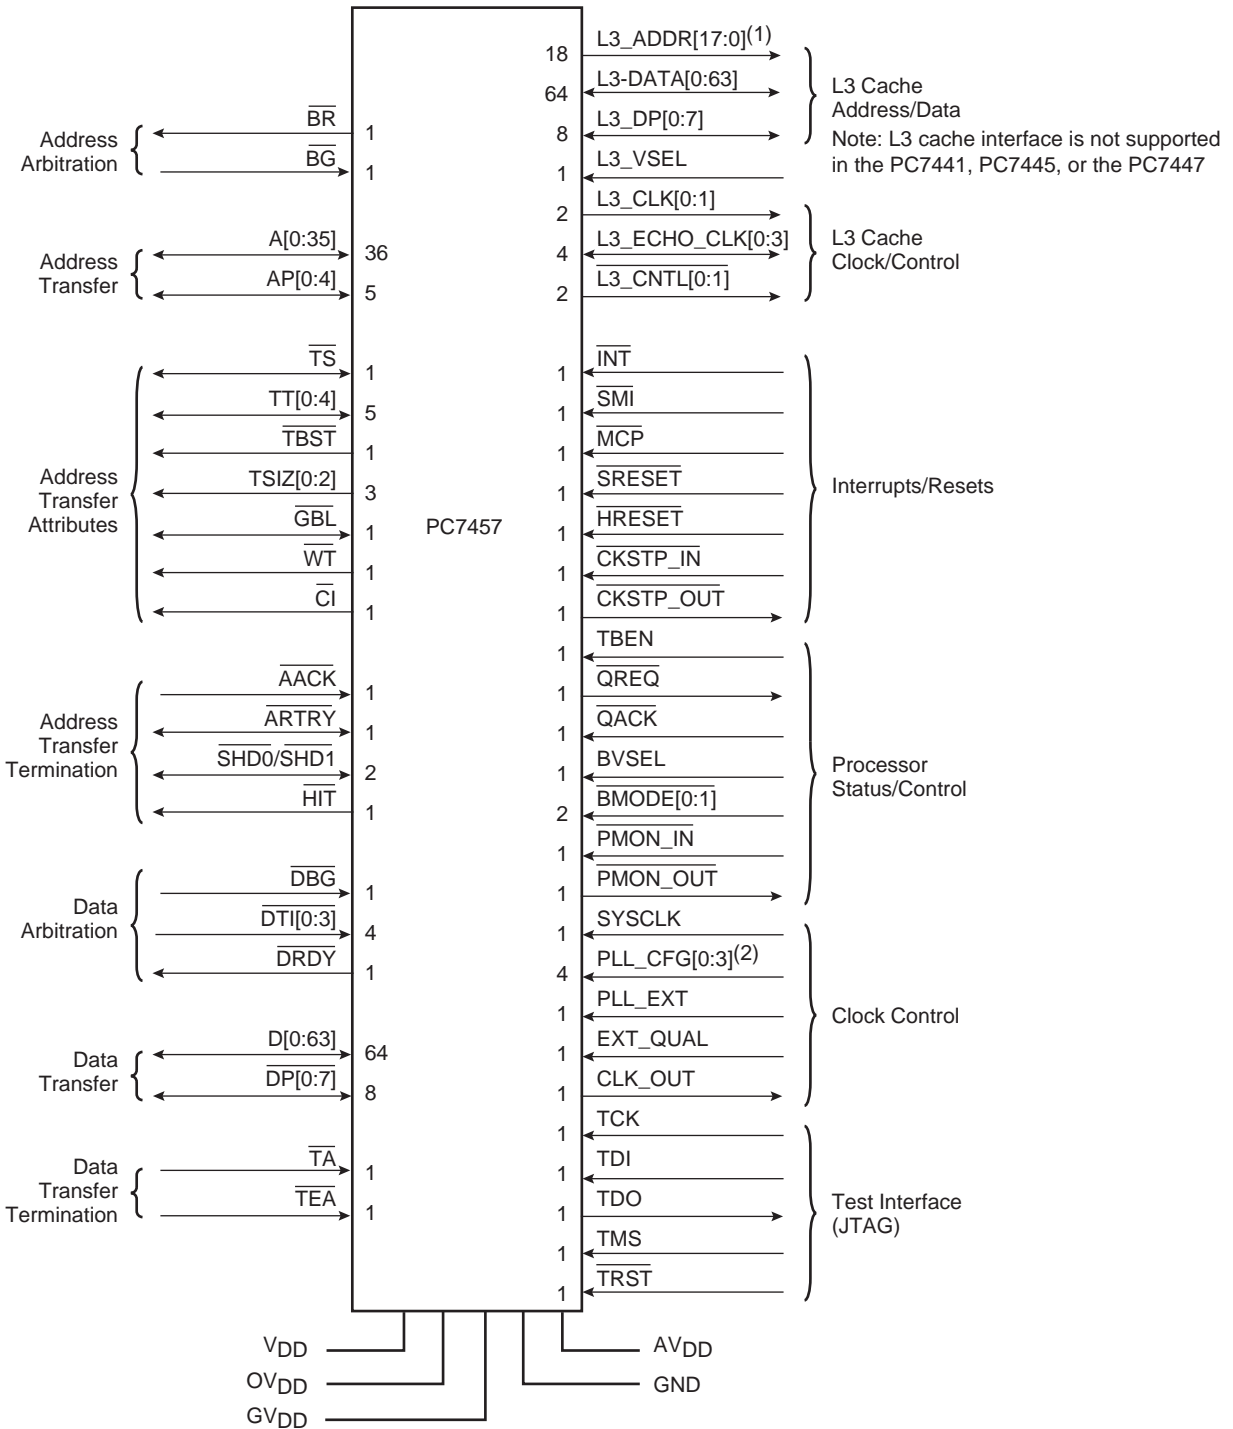 Address
Arbitration
BR
1
BG
1
Address
Transfer
A[0:35]
36
AP[0:4]
5
Address
Transfer
Attributes
TS
1
TT[0:4]
5
TBST
1
TSIZ[0:2]
3
GBL
1
WT
1
CI
1
Address
Transfer
Termination
AACK
1
ARTRY
1
SHD0/SHD1
2
HIT
1
Data
Arbitration
DBG
1
DTI[0:3]
4
DRDY
1
Data
Transfer
D[0:63]
64
DP[0:7]
8
Data
Transfer
Termination
TA
1
TEA
1
PC7457
18
L3_ADDR[17:0](1)
64
L3-DATA[0:63]
8
L3_DP[0:7]
1
L3_VSEL
L3 Cache
Address/Data
Note: L3 cache interface is not supported
in the PC7441, PC7445, or the PC7447
2
L3_CLK[0:1]
4
L3_ECHO_CLK[0:3]
2
L3_CNTL[0:1]
L3 Cache
Clock/Control
1
INT
1
SMI
1
MCP
1
SRESET
1
HRESET
1
CKSTP_IN
1
CKSTP_OUT
Interrupts/Resets
1
TBEN
1
QREQ
1
QACK
1
BVSEL
2
BMODE[0:1]
1
PMON_IN
1
PMON_OUT
Processor
Status/Control
1
SYSCLK
4
PLL_CFG[0:3](2)
1
PLL_EXT
1
EXT_QUAL
1
CLK_OUT
Clock Control
1
TCK
1
TDI
1
TDO
1
TMS
1
TRST
Test Interface
(JTAG)
VDD
OVDD
GVDD
AVDD
GND